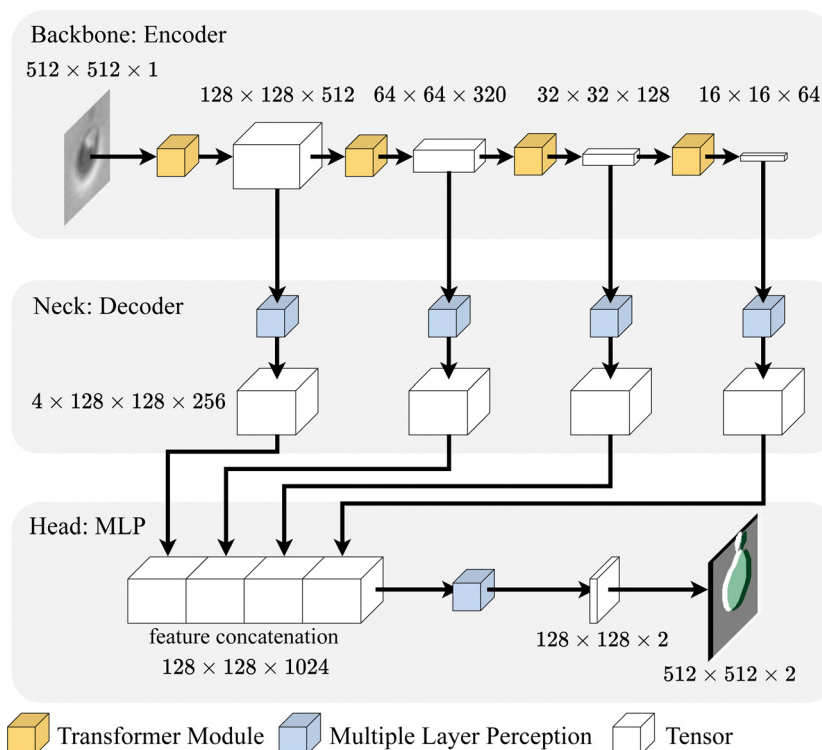 Backbone: Encoder
512 × 512 × 1
128 × 128 × 512
64 × 64 × 320
32 × 32 × 128
16 × 16 × 64
Neck: Decoder
4 × 128 × 128 × 256
Head: MLP
feature concatenation
128 × 128 × 1024
128 × 128 × 2
512 × 512 × 2
Transformer Module
Multiple Layer Perception
Tensor